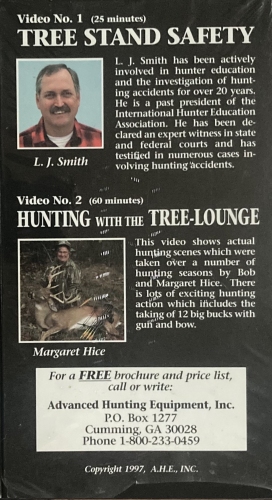 Video No. 1 (25 minutes)
TREE STAND SAFETY
L. J. Smith has been actively
involved in hunter education
and the investigation of hunt-
ing accidents for over 20 years.
He is a past president of the
International Hunter Education
Association. He has been de-
clared an expert witness in state
and federal courts and has
testified in numerous cases in-
volving hunting accidents.
L. J. Smith
Video No. 2 (60 minutes)
HUNTING WITH THE TREE-LOUNGE
This video shows actual
hunting scenes which were
taken over a number of
hunting seasons by Bob
and Margaret Hice. There
is lots of exciting hunting
action which includes the
taking of 12 big bucks with
gun and bow.
Margaret Hice
For a FREE brochure and price list,
call or write:
Advanced Hunting Equipment, Inc.
P.O. Box 1277
Cumming, GA 30028
Phone 1-800-233-0459
Copyright 1997, A.H.E., INC.